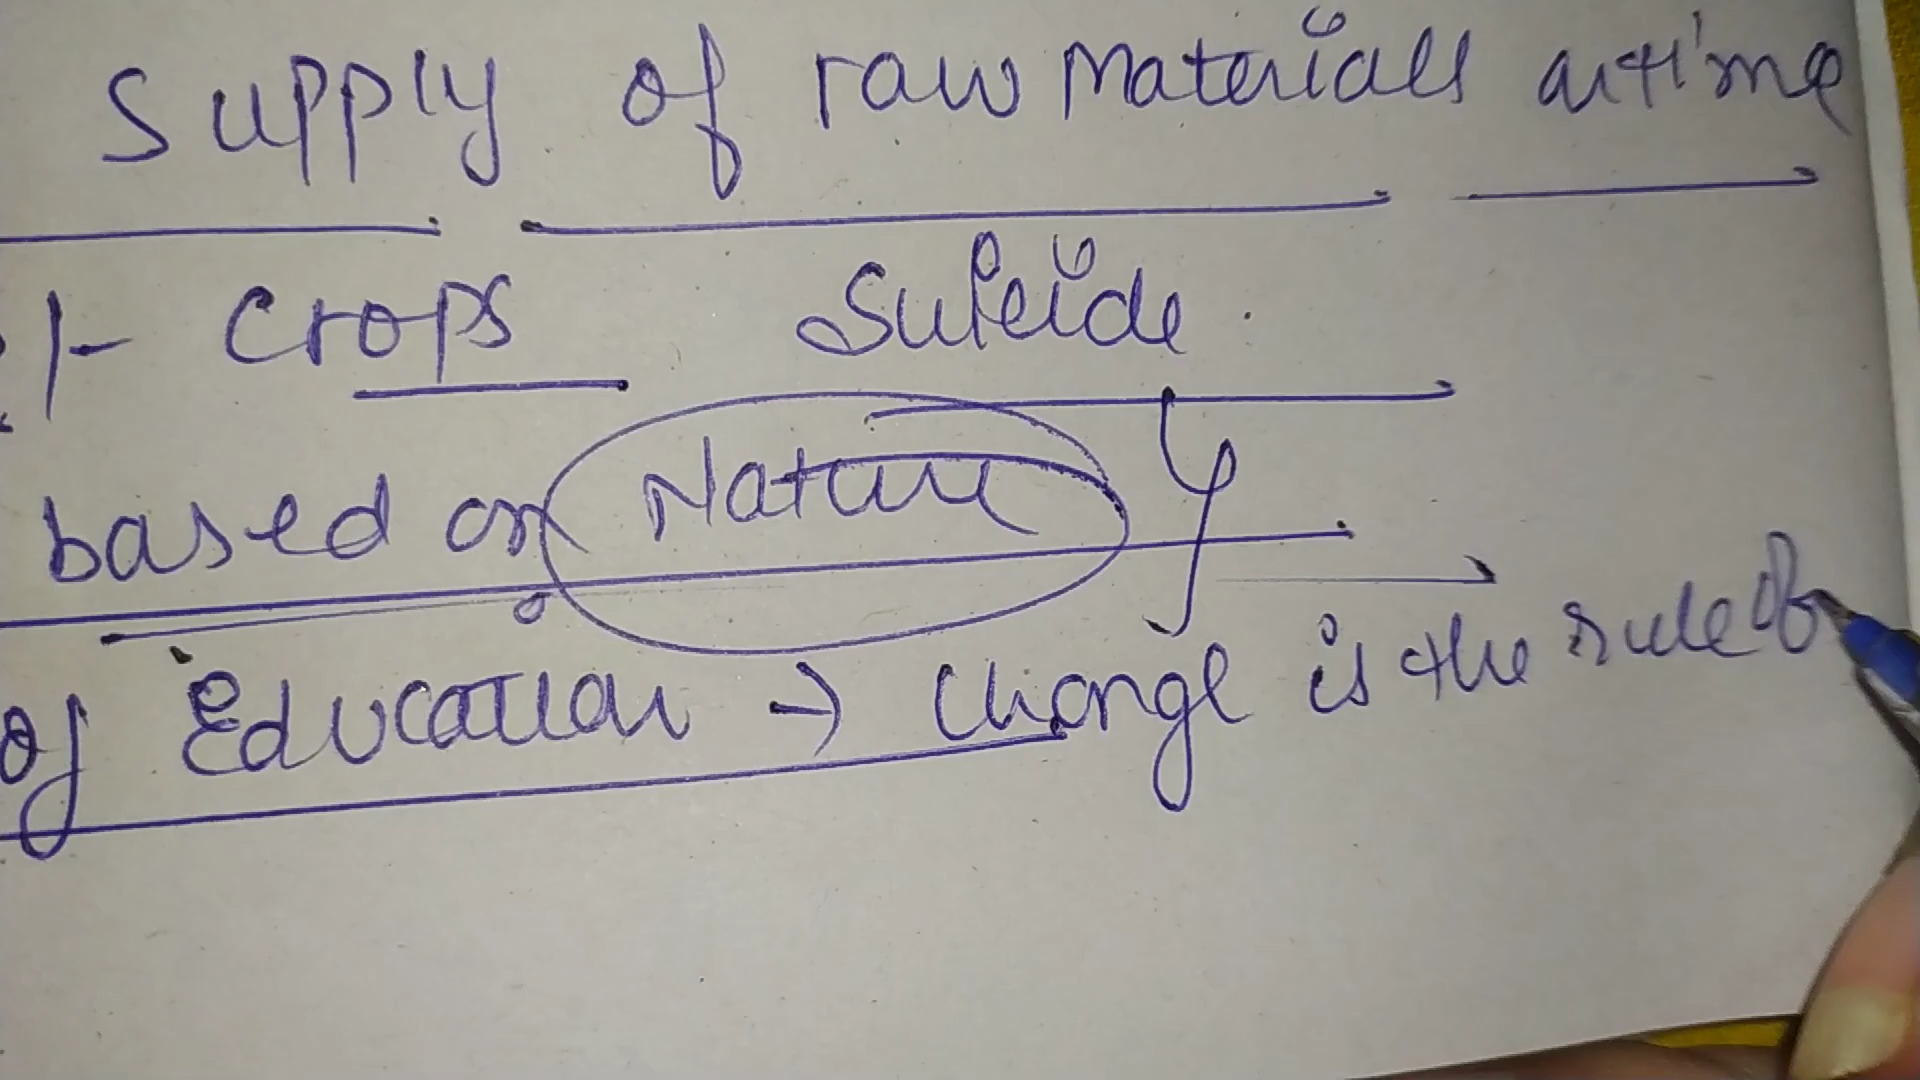 Supply of raw Materials at time
:- Crops Suicide.
based on Nature
of Education → Change is the rule of